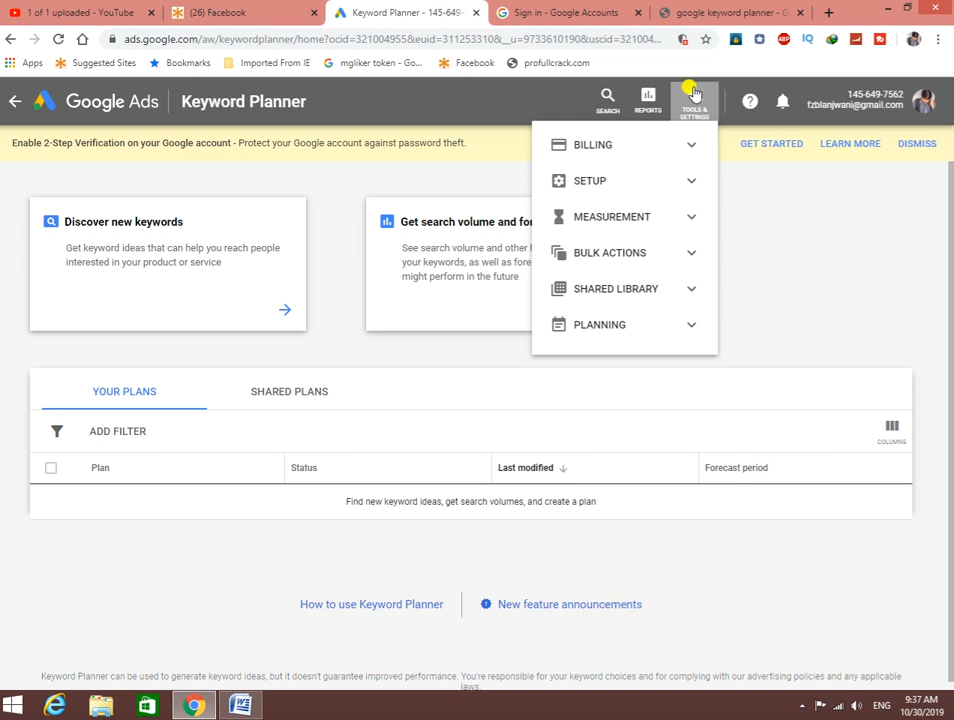 1 of 1 uploaded - YouTube
(26) Facebook
Keyword Planner - 145-649-
Sign in - Google Accounts
google keyword planner - G
ads.google.com/aw/keywordplanner/home?ocid=321004955&euid=311253310&__u=9733610190&uscid=321004...
Apps
Suggested Sites
Bookmarks
Imported From IE
mgliker token - Go...
Facebook
profullcrack.com
Google Ads
Keyword Planner
SEARCH
REPORTS
TOOLS &
SETTINGS
145-649-7562
fzblanjwani@gmail.com
Enable 2-Step Verification on your Google account - Protect your Google account against password theft.
GET STARTED
LEARN MORE
DISMISS
BILLING
SETUP
MEASUREMENT
BULK ACTIONS
SHARED LIBRARY
PLANNING
Discover new keywords
Get keyword ideas that can help you reach people
interested in your product or service
Get search volume and for
See search volume and other
your keywords, as well as fore
might perform in the future
YOUR PLANS
SHARED PLANS
ADD FILTER
COLUMNS
Plan
Status
Last modified
Forecast period
Find new keyword ideas, get search volumes, and create a plan
How to use Keyword Planner
New feature announcements
Keyword Planner can be used to generate keyword ideas, but it doesn't guarantee improved performance. You're responsible for your keyword choices and for complying with our advertising policies and any applicable
laws.
ENG
9:37 AM
10/30/2019